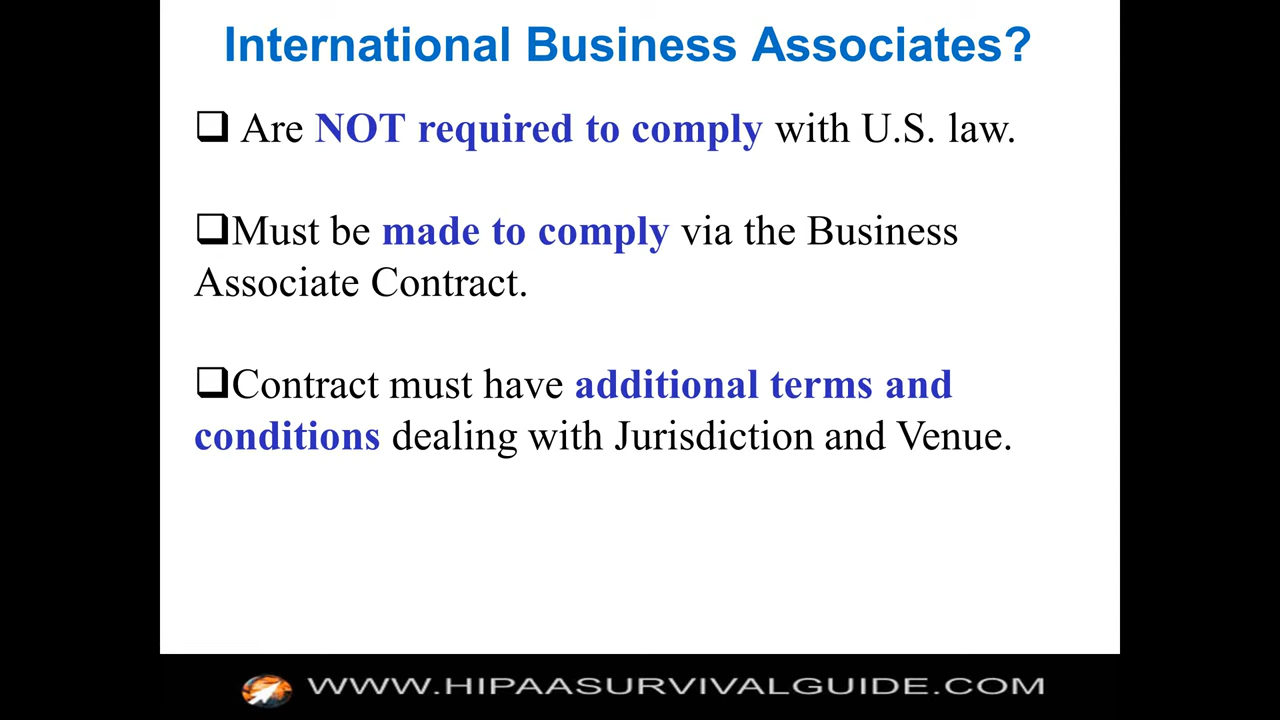 International Business Associates?
❑ Are NOT required to comply with U.S. law.
❑Must be made to comply via the Business
Associate Contract.
❑Contract must have additional terms and
conditions dealing with Jurisdiction and Venue.
WWW.HIPAASURVIVALGUIDE.COM